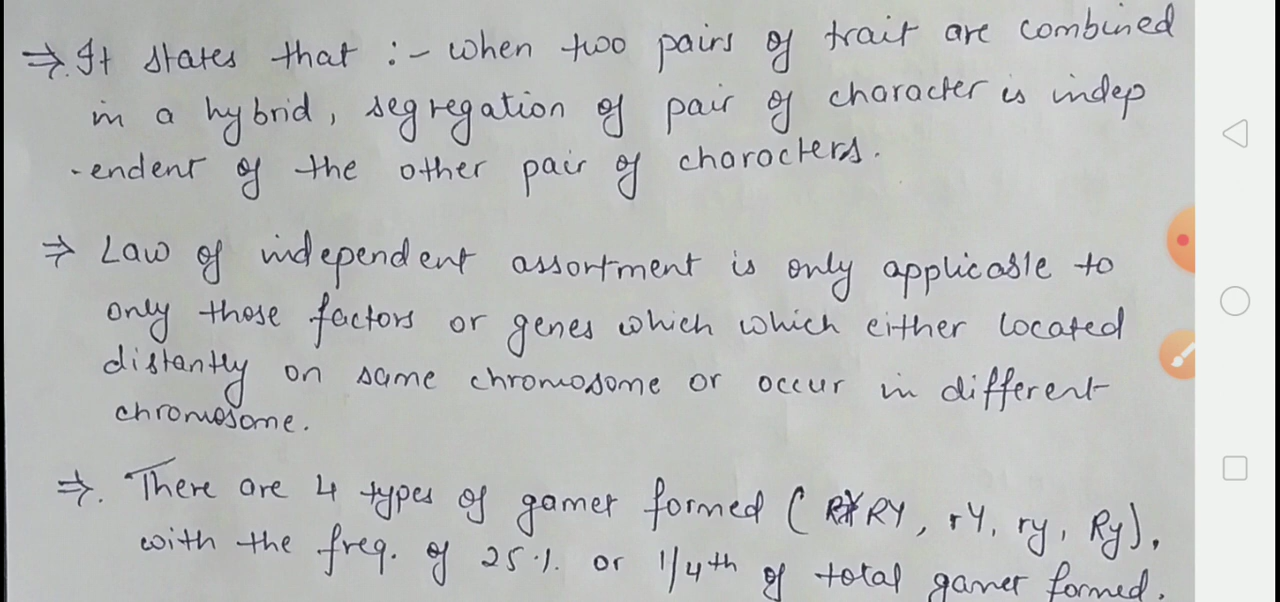 ⇒. It states that :- when two pairs of trait are combined
in a hybrid, segregation of pair of character is indep
-endent of the other pair of characters.
⇒ Law of independent assortment is only applicable to
only those factors or genes which which either located
distantly on same chromosome or occur in different
chromosome.
⇒. There are 4 types of gamet formed ( RY, rY, ry, Ry).
with the freq. of 25%. or 1/4th of total gamet formed.